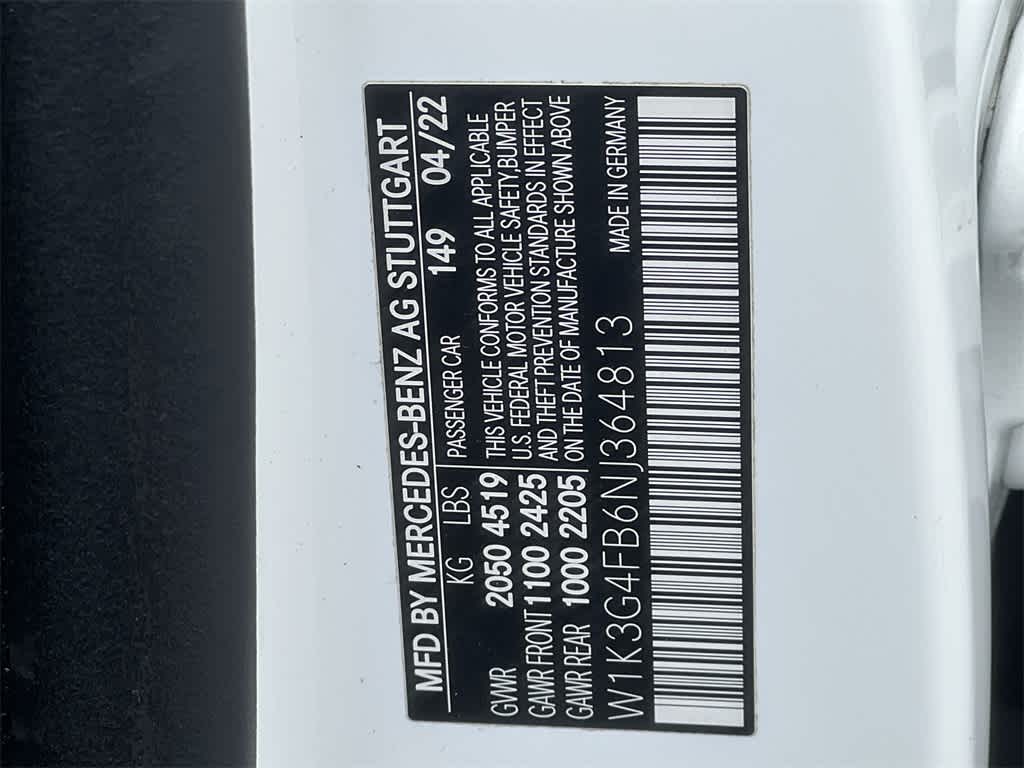 MFD BY MERCEDES-BENZ AG STUTTGART
KG LBS PASSENGER CAR 149 04/22
GWWR 2050 4519 THIS VEHICLE CONFORMS TO ALL APPLICABLE
GAWR FRONT 1100 2425 U.S. FEDERAL MOTOR VEHICLE SAFETY, BUMPER
GAWR REAR 1000 2205 AND THEFT PREVENTION STANDARDS IN EFFECT
ON THE DATE OF MANUFACTURE SHOWN ABOVE
W1K3G4FB6NJ364813 MADE IN GERMANY